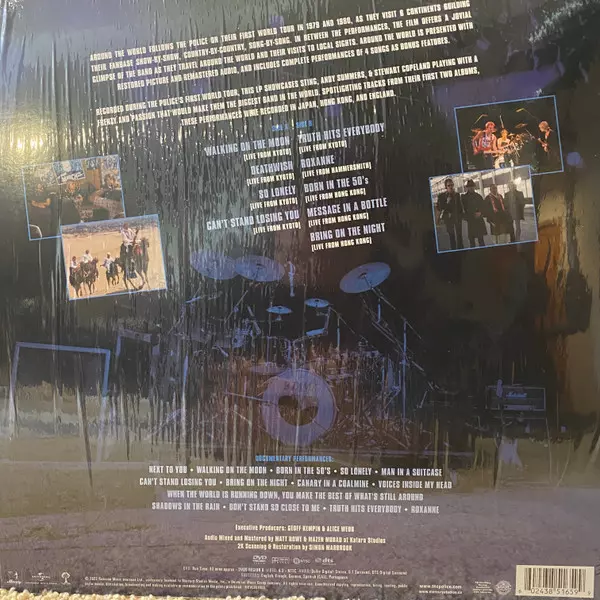 AROUND THE WORLD FOLLOWS THE POLICE ON THEIR FIRST WORLD TOUR IN 1979 AND 1980, AS THEY VISIT 6 CONTINENTS BUILDING
THEIR FANBASE SHOW-BY-SHOW, COUNTRY-BY-COUNTRY, SONG-BY-SONG. IN BETWEEN THE PERFORMANCES, THE FILM OFFERS A JOVIAL
GLIMPSE OF THE BAND AS THEY TRAVEL AROUND THE WORLD AND THEIR VISITS TO LOCAL SIGHTS. AROUND THE WORLD IS PRESENTED WITH
RESTORED PICTURE AND REMASTERED AUDIO, AND INCLUDES COMPLETE PERFORMANCES OF 4 SONGS AS BONUS FEATURES.
RECORDED DURING THE POLICE'S FIRST WORLD TOUR, THIS LP SHOWCASES STING, ANDY SUMMERS, & STEWART COPELAND PLAYING WITH A
FRENZY AND PASSION THAT WOULD MAKE THEM THE BIGGEST BAND IN THE WORLD. SPOTLIGHTING TRACKS FROM THEIR FIRST TWO ALBUMS,
THESE PERFORMANCES WERE RECORDED IN JAPAN, HONG KONG, AND ENGLAND.
WALKING ON THE MOON
[LIVE FROM KYOTO]
DEATHWISH
[LIVE FROM KYOTO]
SO LONELY
[LIVE FROM KYOTO]
CAN'T STAND LOSING YOU
[LIVE FROM KYOTO]
TRUTH HITS EVERYBODY
[LIVE FROM KYOTO]
ROXANNE
[LIVE FROM HAMMERSMITH]
BORN IN THE 50's
[LIVE FROM HONG KONG]
MESSAGE IN A BOTTLE
[LIVE FROM HONG KONG]
BRING ON THE NIGHT
[LIVE FROM HONG KONG]
Marshall
DOCUMENTARY PERFORMANCES:
NEXT TO YOU • WALKING ON THE MOON • BORN IN THE 50'S • SO LONELY • MAN IN A SUITCASE
CAN'T STAND LOSING YOU • BRING ON THE NIGHT • CANARY IN A COALMINE • VOICES INSIDE MY HEAD
WHEN THE WORLD IS RUNNING DOWN, YOU MAKE THE BEST OF WHAT'S STILL AROUND
SHADOWS IN THE RAIN • DON'T STAND SO CLOSE TO ME • TRUTH HITS EVERYBODY • ROXANNE
Executive Producers: GEOFF KEMPIN & ALICE WEBB
Audio Mixed and Mastered by MATT BOWE & MAZEN MURAD at Katara Studios
2K Scanning & Restoration by SIMON MARBROOK
DVD
dts
UNIVERSAL